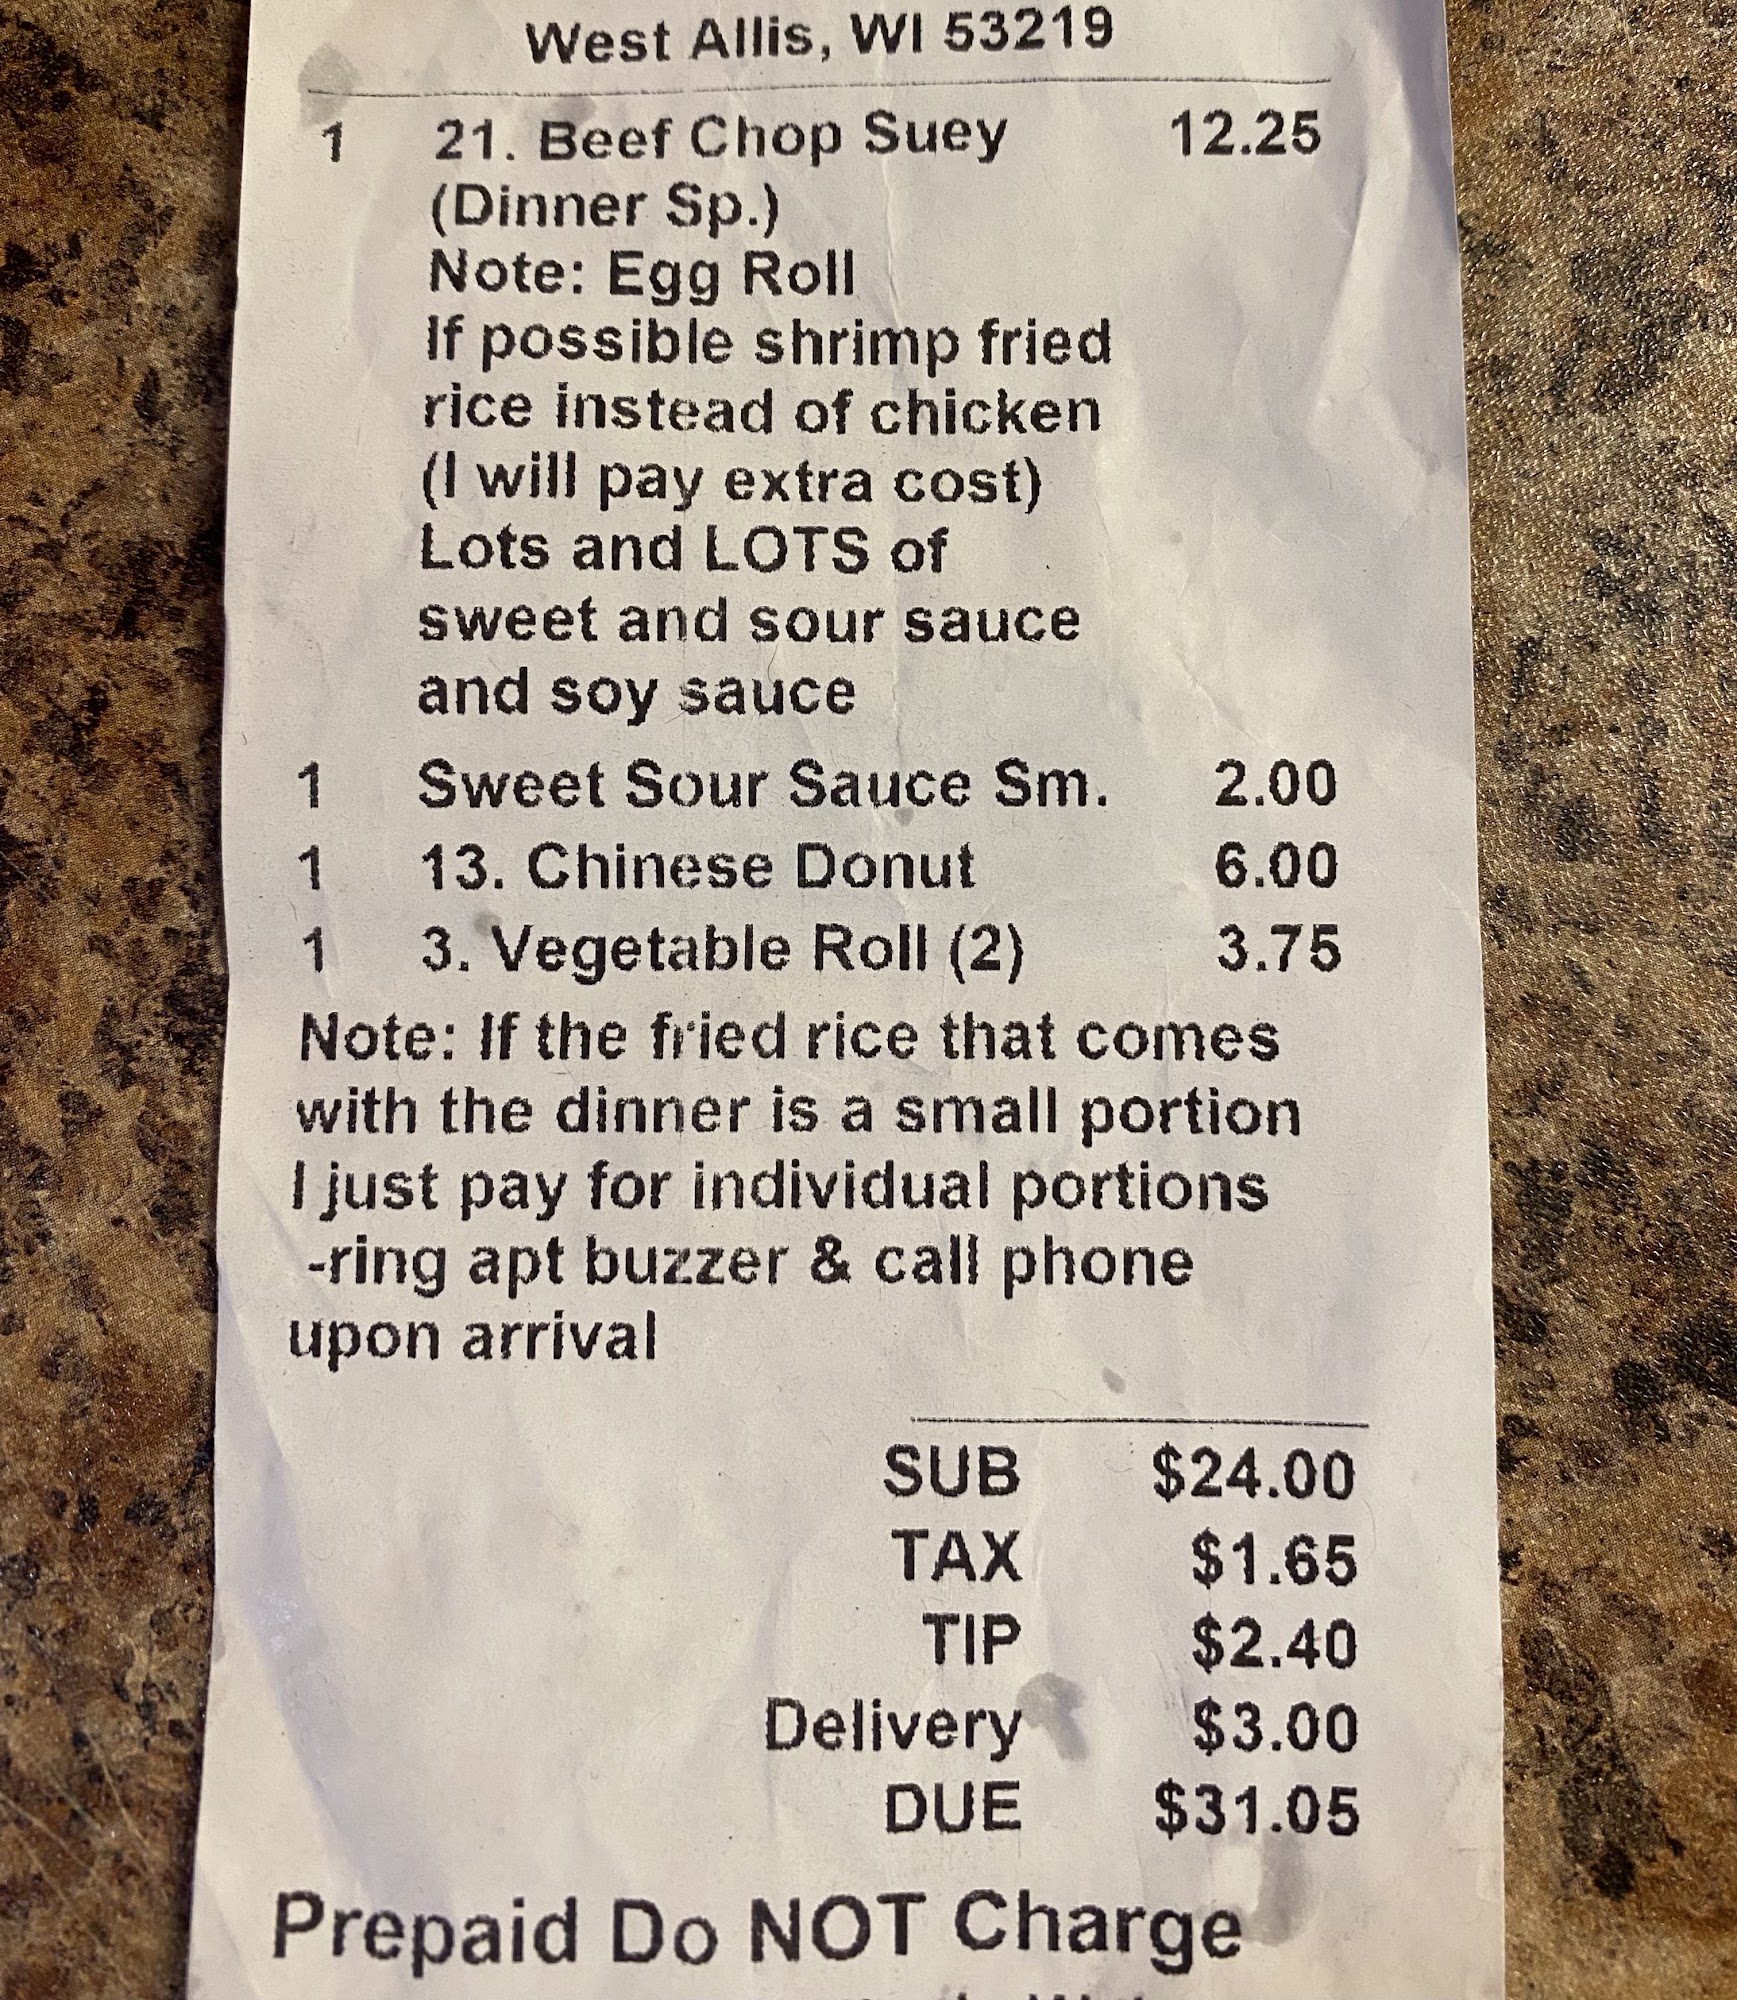 West Allis, WI 53219
1 21. Beef Chop Suey 12.25
(Dinner Sp.)
Note: Egg Roll
If possible shrimp fried
rice instead of chicken
(I will pay extra cost)
Lots and LOTS of
sweet and sour sauce
and soy sauce
1 Sweet Sour Sauce Sm. 2.00
1 13. Chinese Donut 6.00
1 3. Vegetable Roll (2) 3.75
Note: If the fried rice that comes
with the dinner is a small portion
I just pay for individual portions
-ring apt buzzer & call phone
upon arrival
SUB $24.00
TAX $1.65
TIP $2.40
Delivery $3.00
DUE $31.05
Prepaid Do NOT Charge